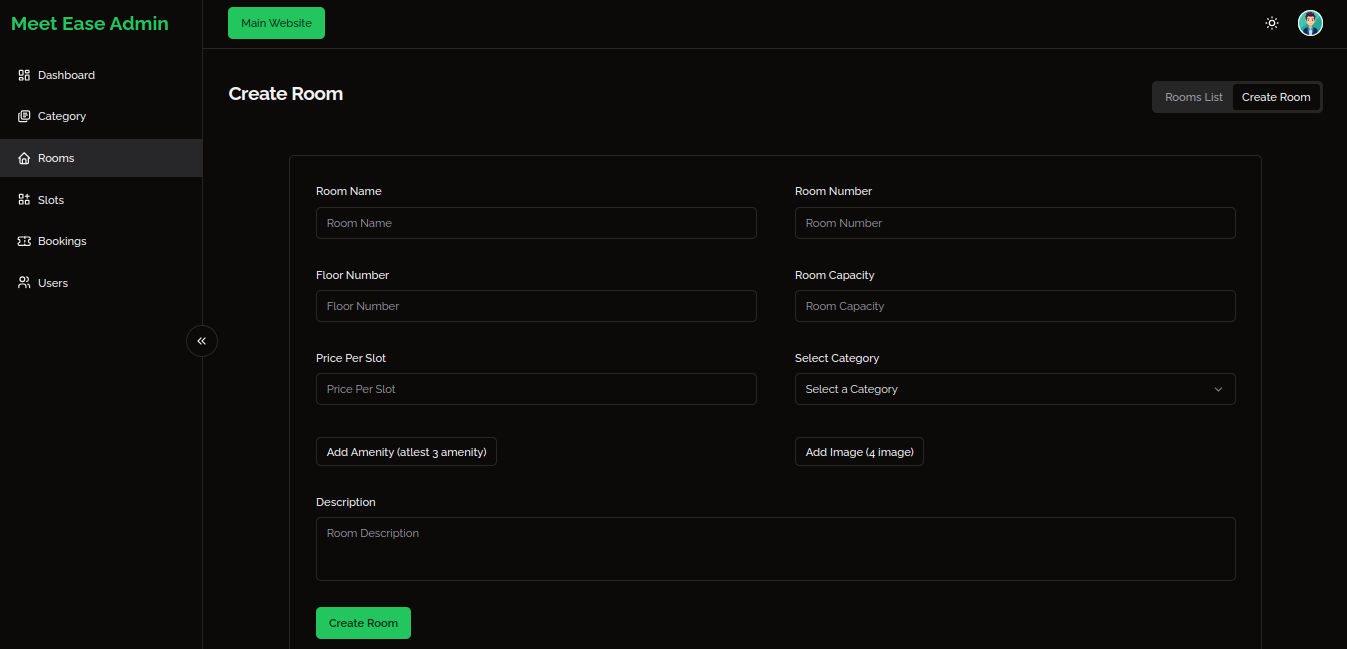 Meet Ease Admin
Main Website
Dashboard
Category
Rooms
Slots
Bookings
Users
Create Room
Rooms List
Create Room
Room Name
Room Number
Room Name
Room Number
Floor Number
Room Capacity
Floor Number
Room Capacity
Price Per Slot
Select Category
Price Per Slot
Select a Category
Add Amenity (atlest 3 amenity)
Add Image (4 image)
Description
Room Description
Create Room